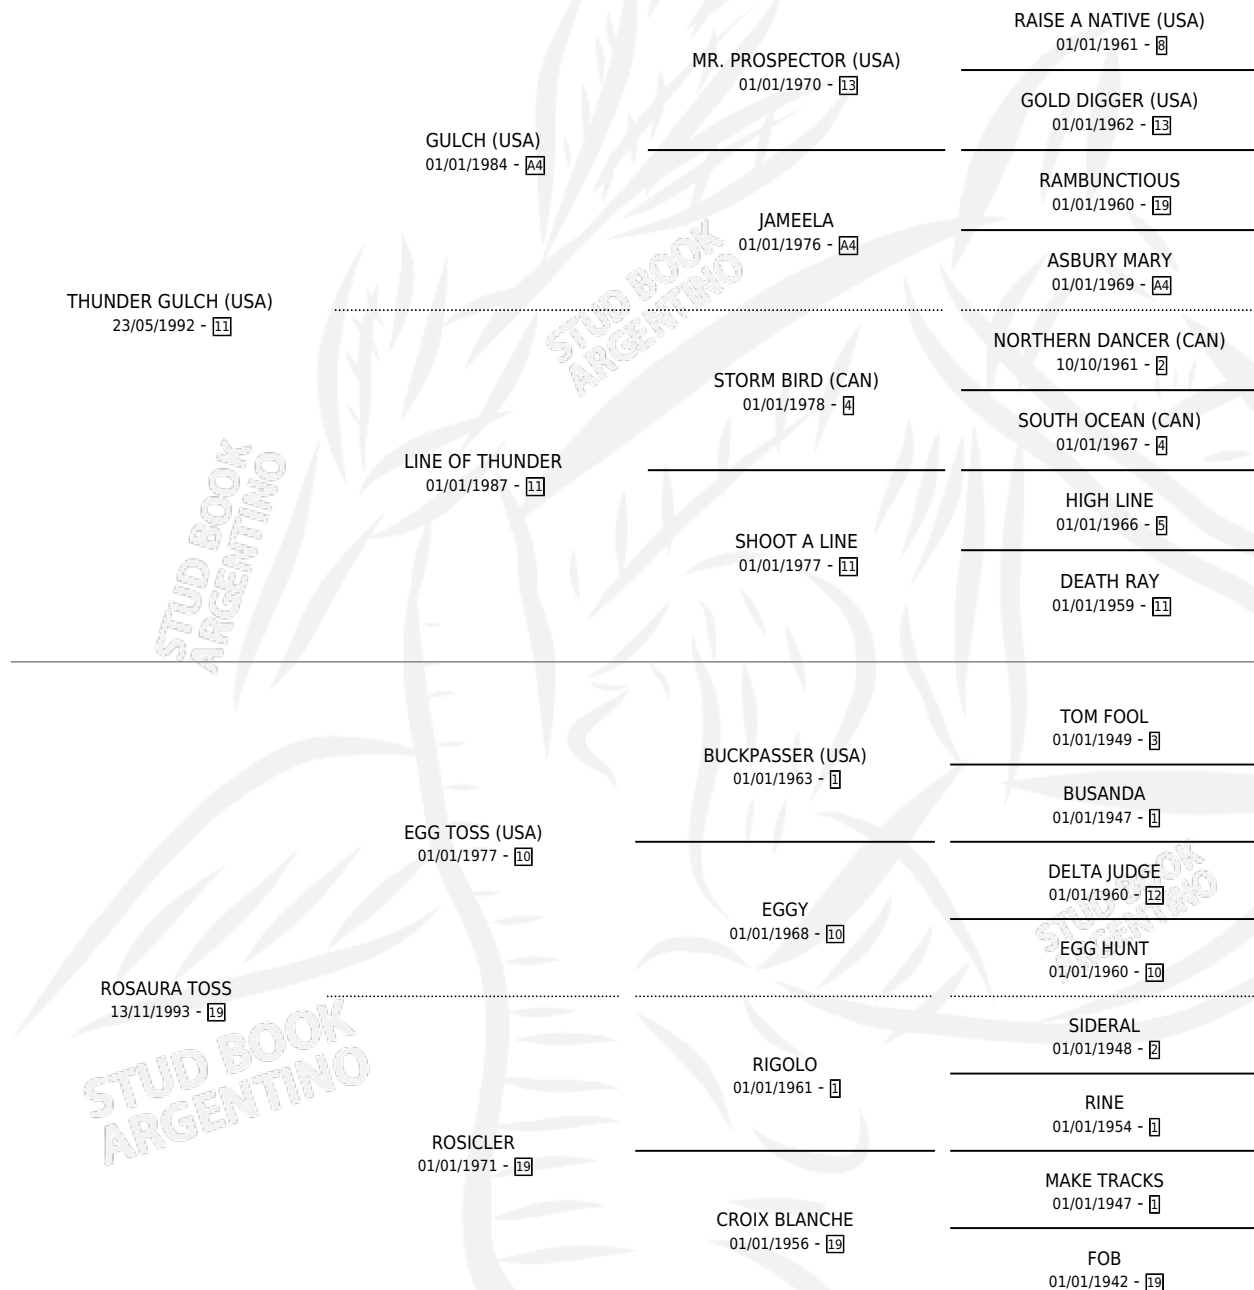 RAISE A NATIVE (USA)
01/01/1961 - 8
MR. PROSPECTOR (USA)
01/01/1970 - 13
GOLD DIGGER (USA)
01/01/1962 - 13
GULCH (USA)
01/01/1984 - A4
RAMBUNCTIOUS
01/01/1960 - 19
JAMEELA
01/01/1976 - A4
ASBURY MARY
01/01/1969 - A4
THUNDER GULCH (USA)
23/05/1992 - 11
NORTHERN DANCER (CAN)
10/10/1961 - 2
STORM BIRD (CAN)
01/01/1978 - 4
SOUTH OCEAN (CAN)
01/01/1967 - 4
LINE OF THUNDER
01/01/1987 - 11
HIGH LINE
01/01/1966 - 5
SHOOT A LINE
01/01/1977 - 11
DEATH RAY
01/01/1959 - 11
TOM FOOL
01/01/1949 - 3
BUCKPASSER (USA)
01/01/1963 - 1
BUSANDA
01/01/1947 - 1
EGG TOSS (USA)
01/01/1977 - 10
DELTA JUDGE
01/01/1960 - 12
EGGY
01/01/1968 - 10
EGG HUNT
01/01/1960 - 10
ROSAURA TOSS
13/11/1993 - 19
SIDERAL
01/01/1948 - 2
RIGOLO
01/01/1961 - 1
RINE
01/01/1954 - 1
ROSICLER
01/01/1971 - 19
MAKE TRACKS
01/01/1947 - 1
CROIX BLANCHE
01/01/1956 - 19
FOB
01/01/1942 - 19
STUD BOOK
ARGENTINO
STUD BOOK
ARGENTINO
STUD BOOK
ARGENTINO
STUD BOOK
ARGENTINO